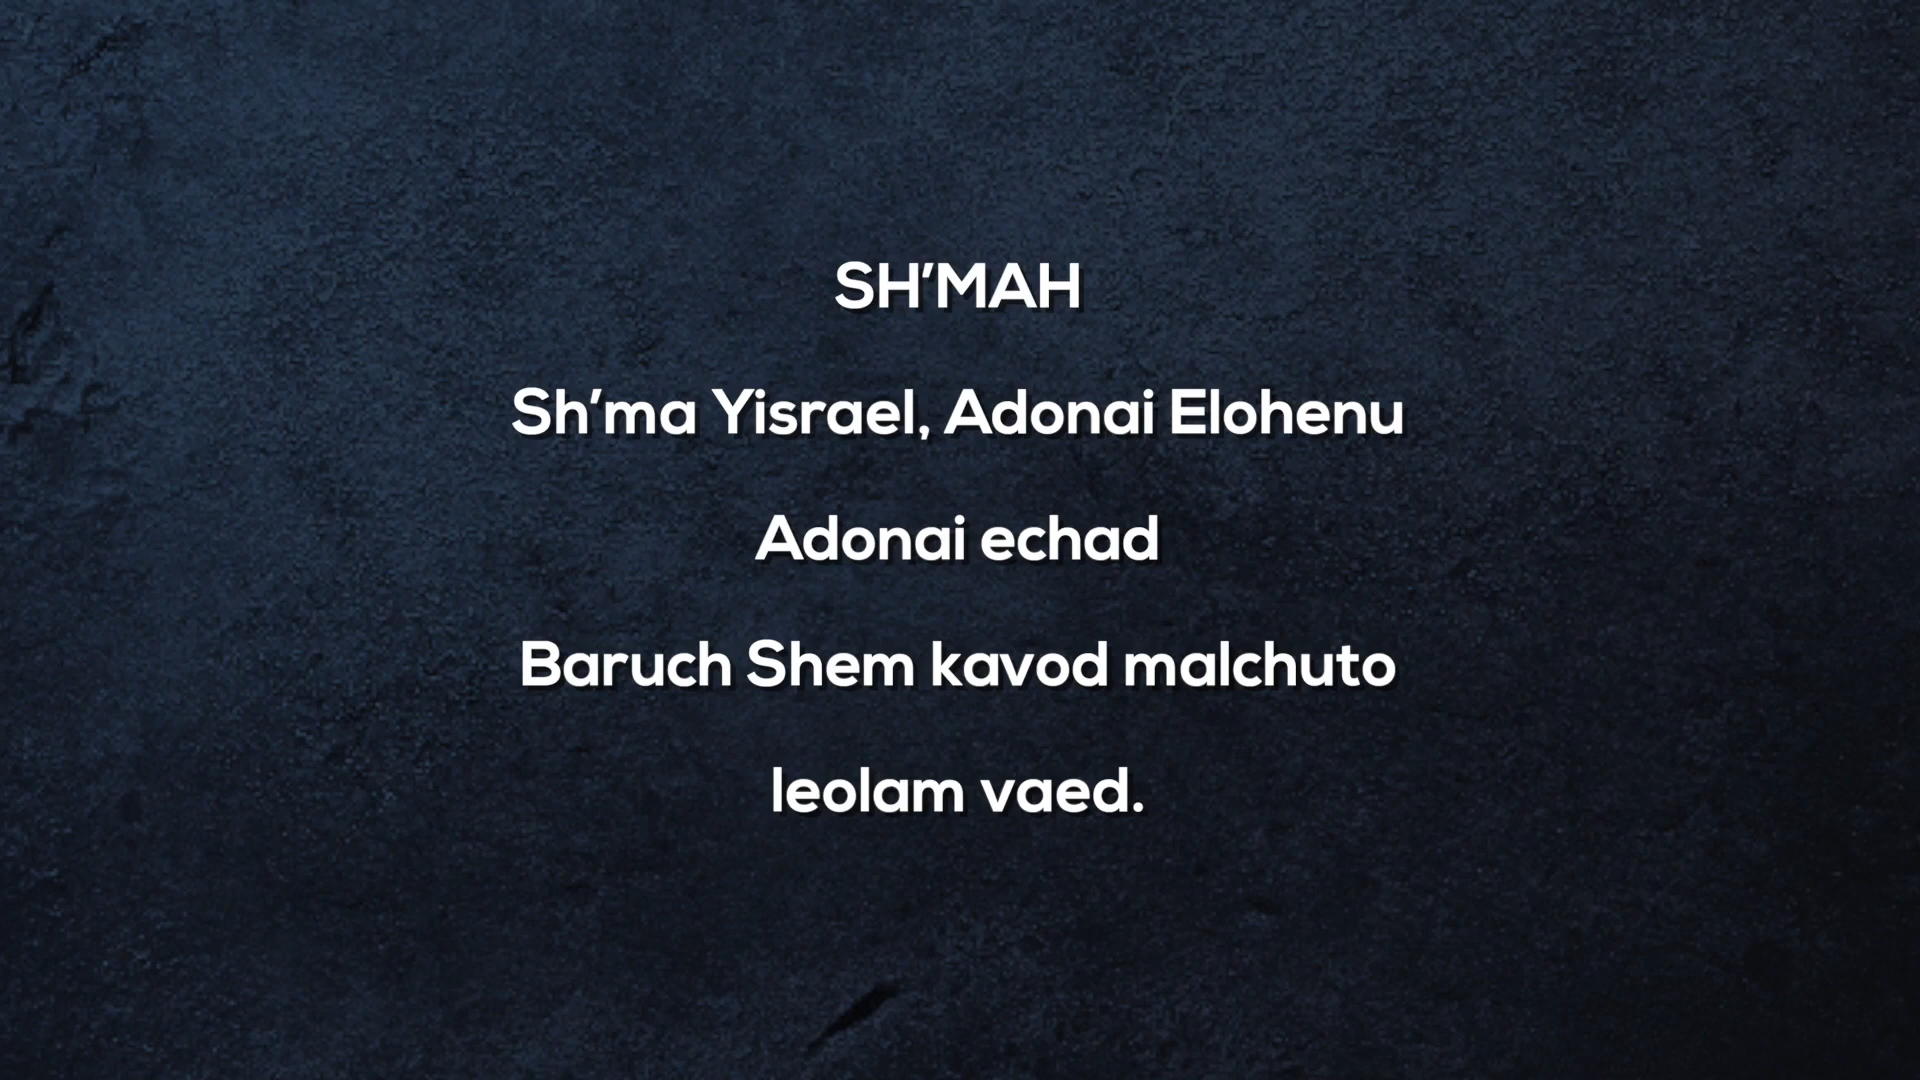 SH’MAH
Sh’ma Yisrael, Adonai Elohenu
Adonai echad
Baruch Shem kavod malchuto
leolam vaed.